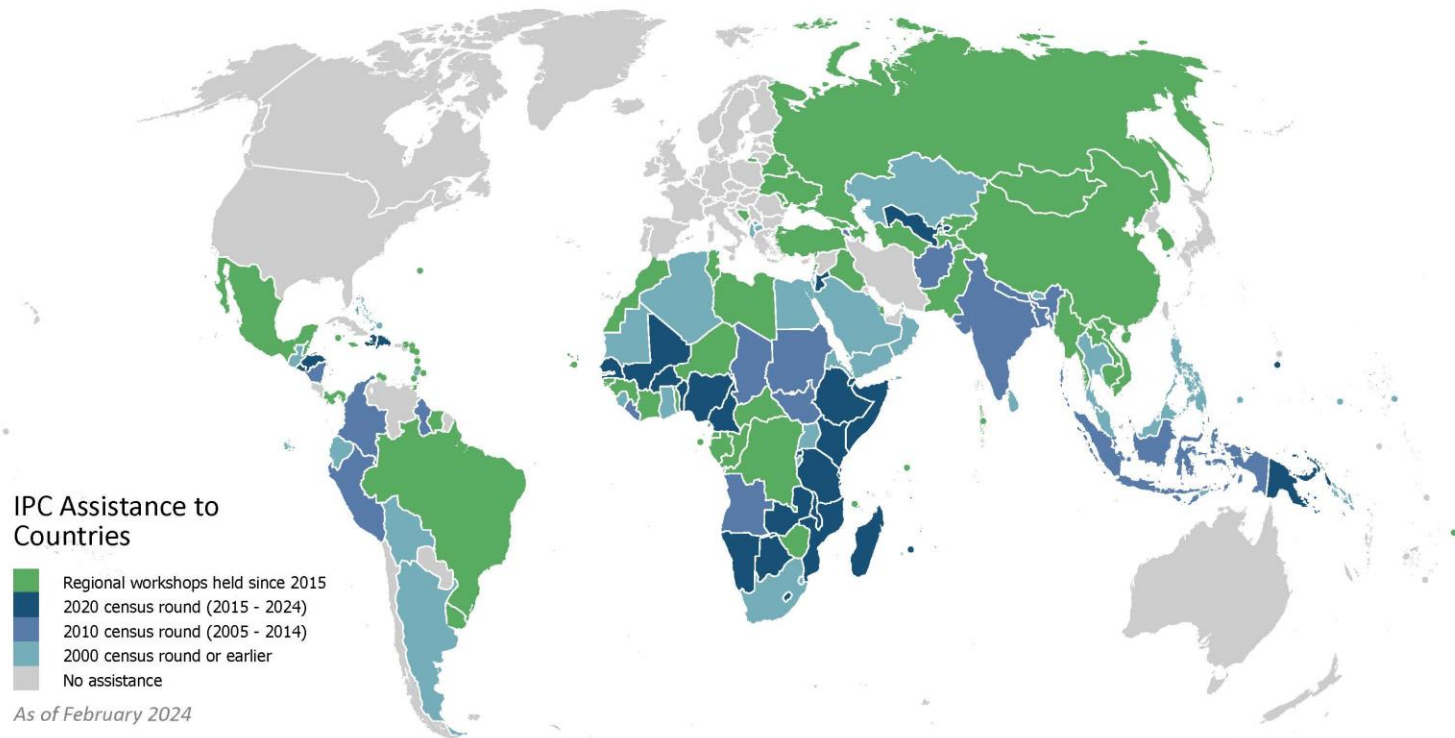 IPC Assistance to
Countries
Regional workshops held since 2015
2020 census round (2015 - 2024)
2010 census round (2005 - 2014)
2000 census round or earlier
No assistance
As of February 2024